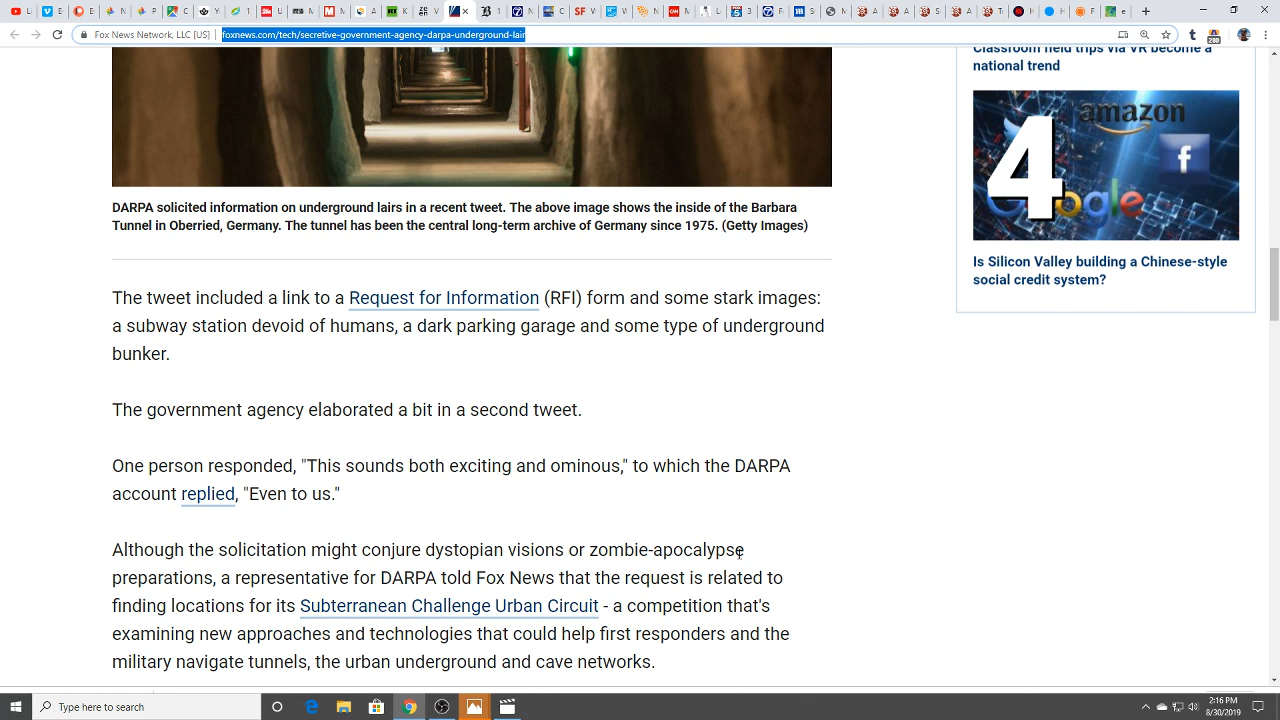 Fox News Network, LLC [US] | foxnews.com/tech/secretive-government-agency-darpa-underground-lair
280
Classroom field trips via VR become a
national trend
amazon
4
f
Google
Is Silicon Valley building a Chinese-style
social credit system?
DARPA solicited information on underground lairs in a recent tweet. The above image shows the inside of the Barbara
Tunnel in Oberried, Germany. The tunnel has been the central long-term archive of Germany since 1975. (Getty Images)
The tweet included a link to a Request for Information (RFI) form and some stark images:
a subway station devoid of humans, a dark parking garage and some type of underground
bunker.
The government agency elaborated a bit in a second tweet.
One person responded, "This sounds both exciting and ominous," to which the DARPA
account replied, "Even to us."
Although the solicitation might conjure dystopian visions or zombie-apocalypse
preparations, a representative for DARPA told Fox News that the request is related to
finding locations for its Subterranean Challenge Urban Circuit - a competition that's
examining new approaches and technologies that could help first responders and the
military navigate tunnels, the urban underground and cave networks.
Type here to search
2:16 PM
8/30/2019